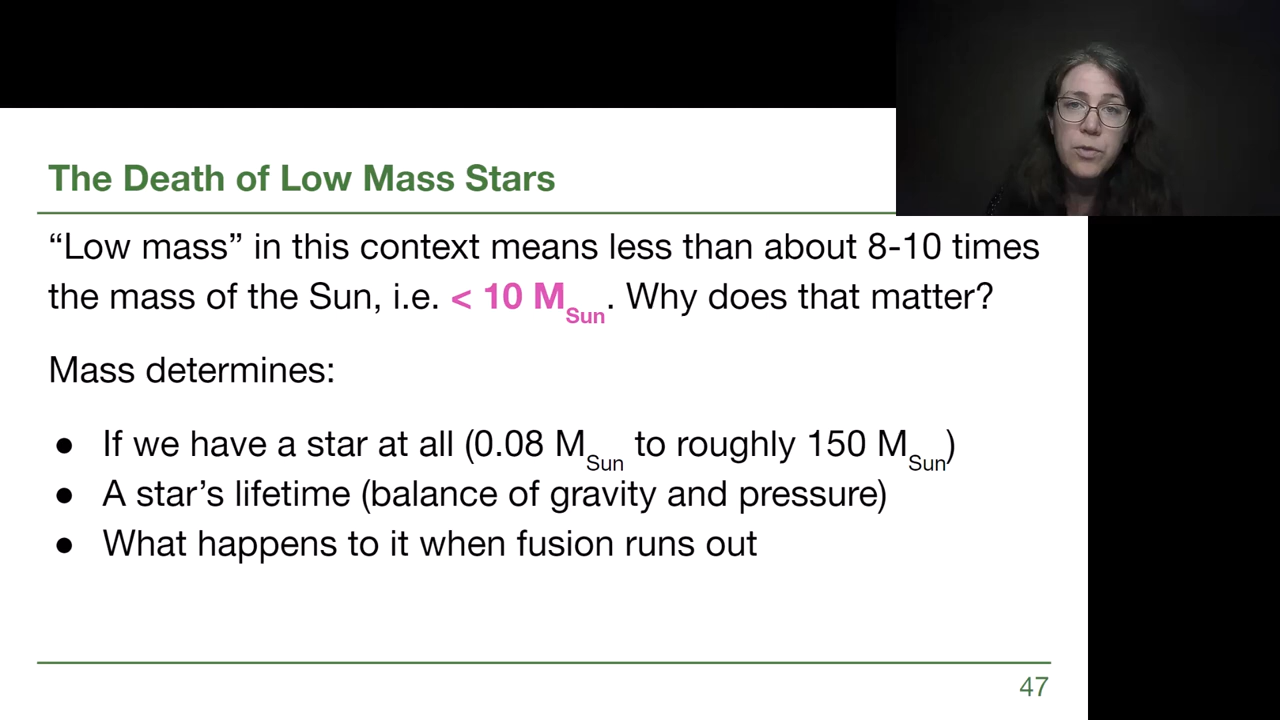 The Death of Low Mass Stars
“Low mass” in this context means less than about 8-10 times
the mass of the Sun, i.e. < 10 MSun. Why does that matter?
Mass determines:
● If we have a star at all (0.08 MSun to roughly 150 MSun)
● A star’s lifetime (balance of gravity and pressure)
● What happens to it when fusion runs out
47